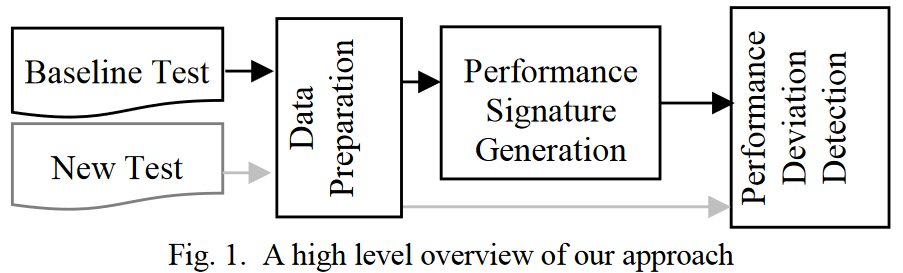 Baseline Test
New Test
Data
Preparation
Performance
Signature
Generation
Performance
Deviation
Detection
Fig. 1.  A high level overview of our approach